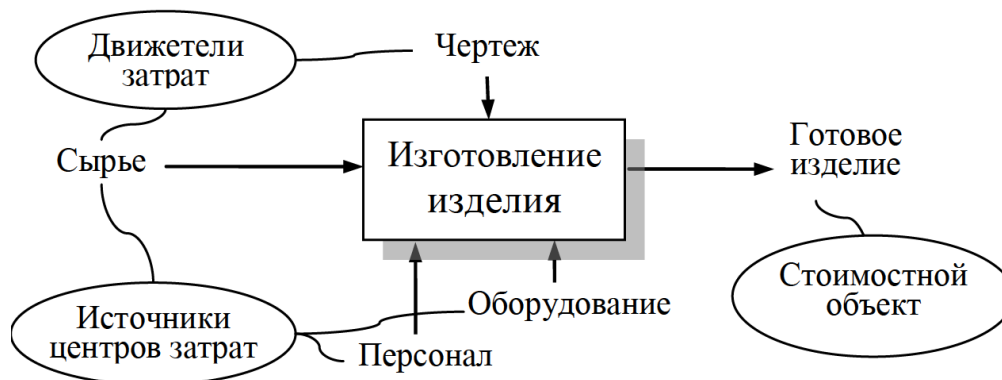 Движетели
затрат
Чертеж
Сырье
Изготовление
изделия
Готовое
изделие
Стоимостной
объект
Оборудование
Источники
центров затрат
Персонал